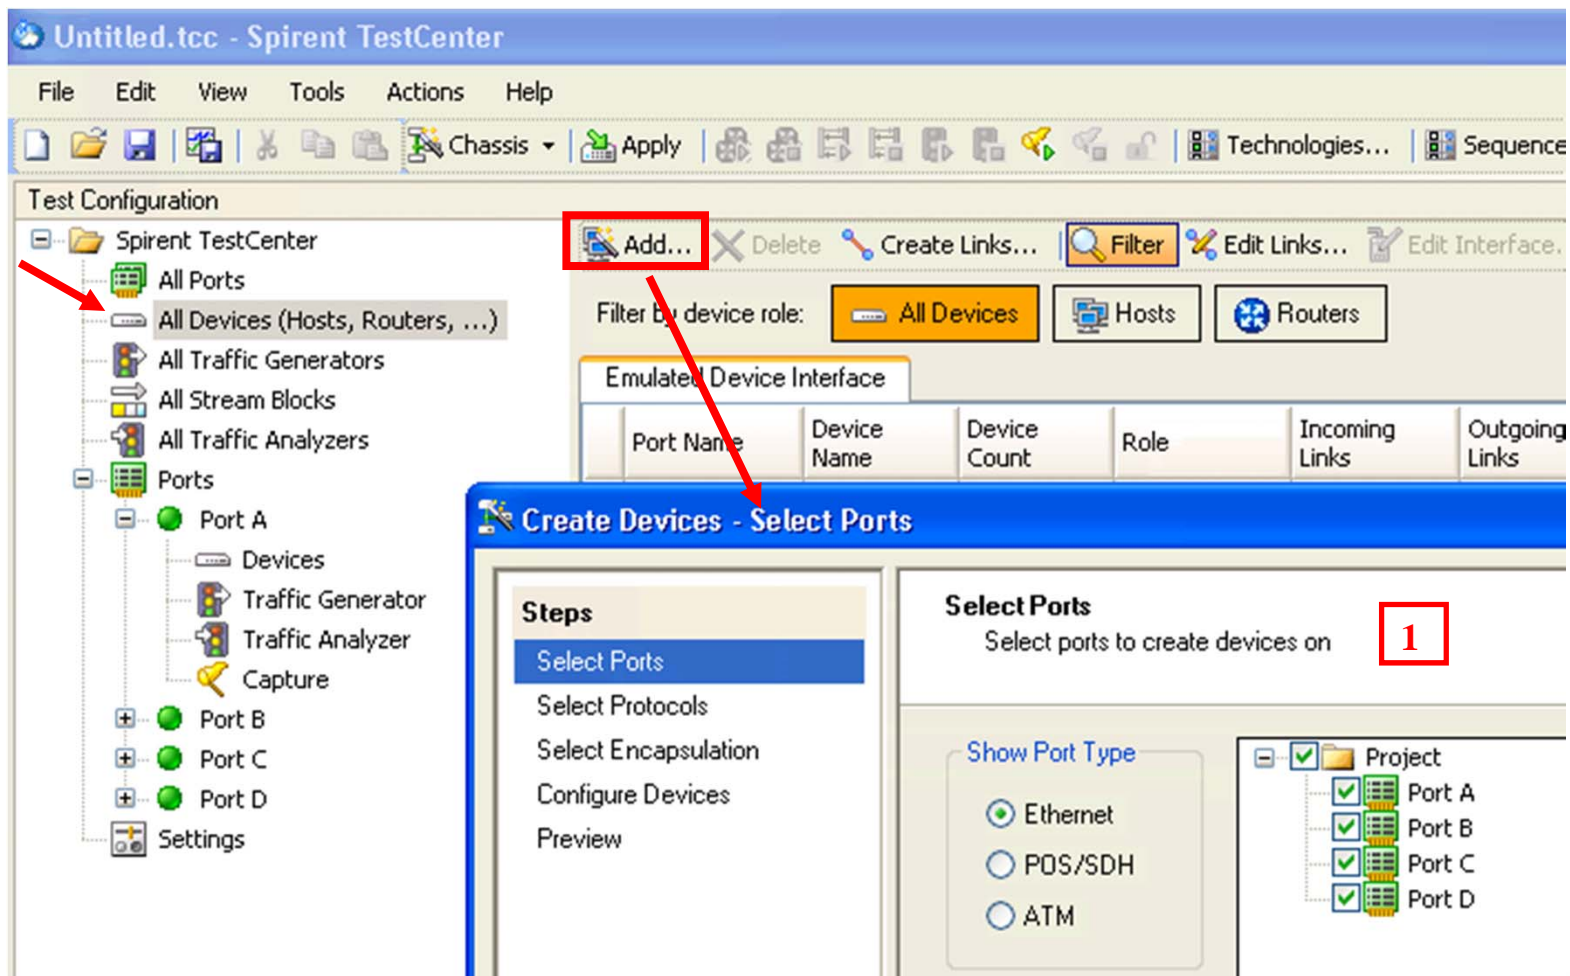 Untitled.tcc - Spirent TestCenter
File Edit View Tools Actions Help
Chassis Apply Technologies... Sequence
Test Configuration
Spirent TestCenter
All Ports
All Devices (Hosts, Routers, ...)
All Traffic Generators
All Stream Blocks
All Traffic Analyzers
Ports
Port A
Devices
Traffic Generator
Traffic Analyzer
Capture
Port B
Port C
Port D
Settings
Add... Delete Create Links... Filter Edit Links... Edit Interface.
Filter by device role: All Devices Hosts Routers
Emulated Device Interface
Port Name Device Name Device Count Role Incoming Links Outgoing Links
Create Devices - Select Ports
Steps
Select Ports
Select Protocols
Select Encapsulation
Configure Devices
Preview
Select Ports
Select ports to create devices on
1
Show Port Type
Ethernet
POS/SDH
ATM
Project
Port A
Port B
Port C
Port D